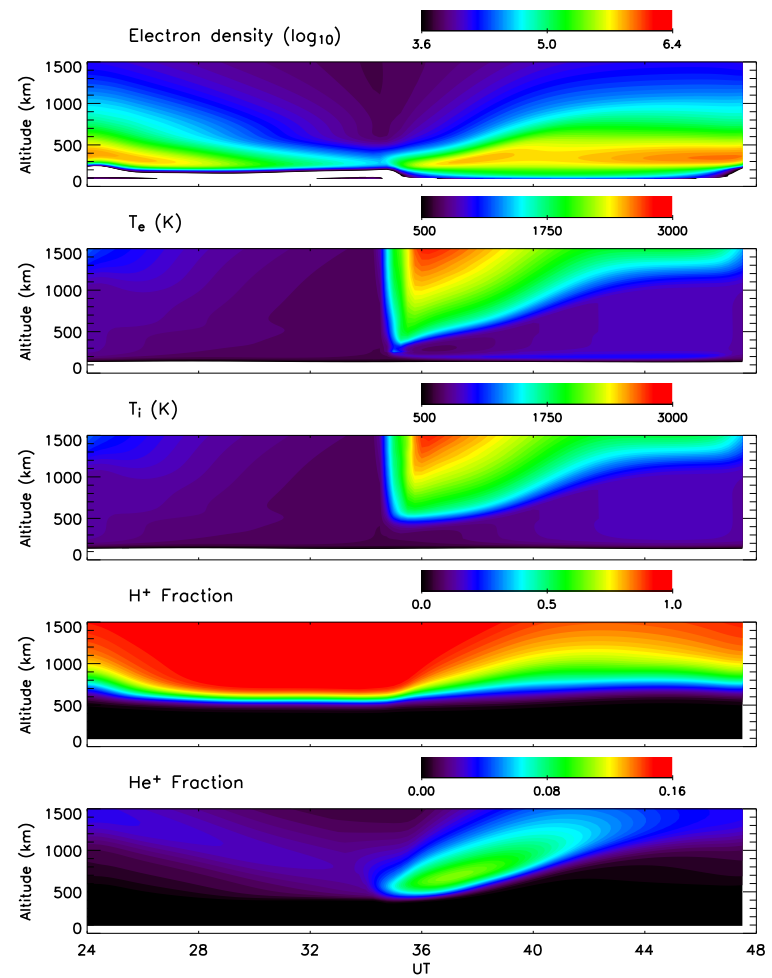 Electron density (log₁₀)
3.6 5.0 6.4
1500
1000
500
0
Altitude (km)
Tₑ (K)
500 1750 3000
1500
1000
500
0
Altitude (km)
Tᵢ (K)
500 1750 3000
1500
1000
500
0
Altitude (km)
H⁺ Fraction
0.0 0.5 1.0
1500
1000
500
0
Altitude (km)
He⁺ Fraction
0.00 0.08 0.16
1500
1000
500
0
Altitude (km)
24 28 32 36 40 44 48
UT